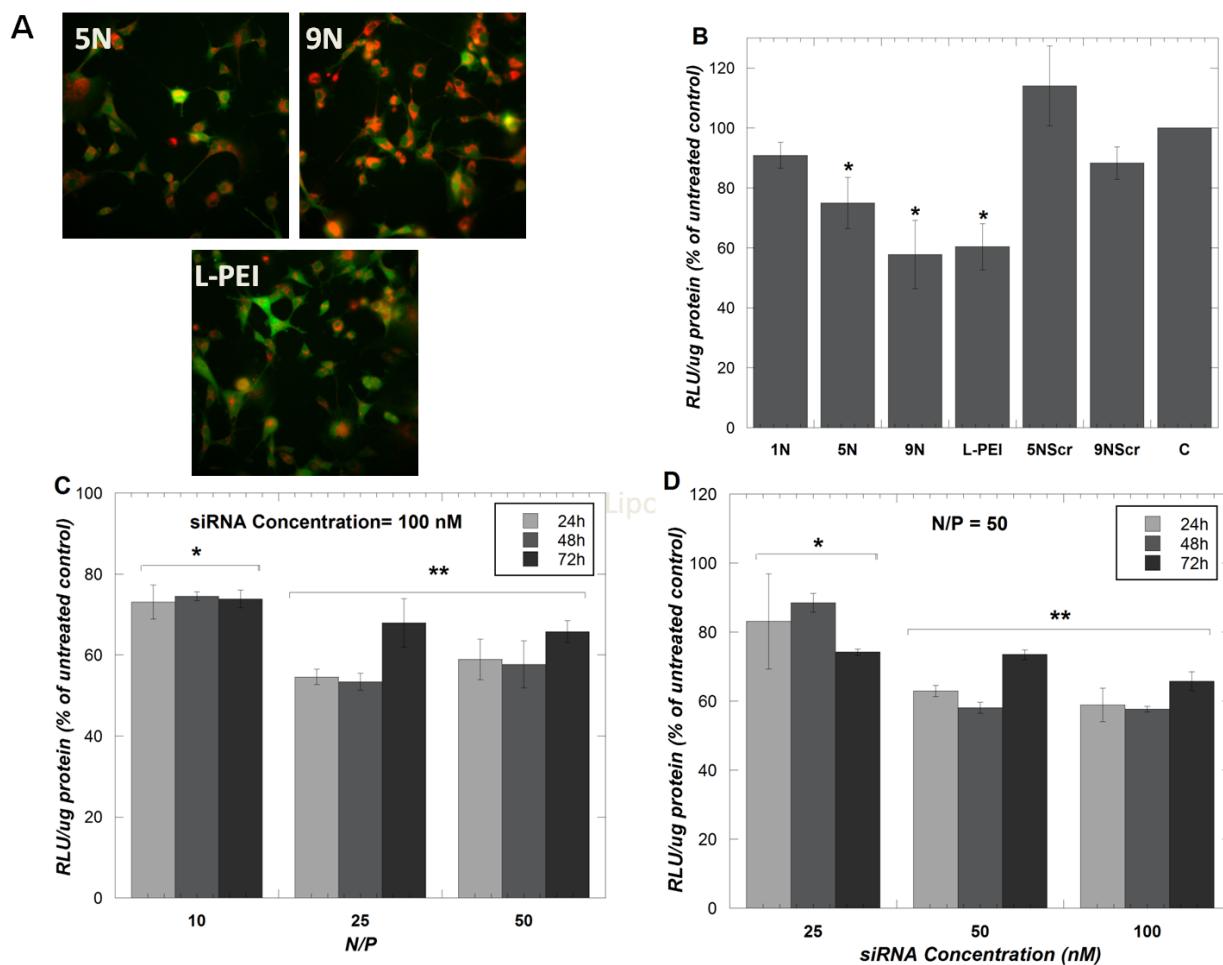 A
5N
9N
L-PEI
B
RLU/ug protein (% of untreated control)
120
100
80
60
40
20
0
*
*
*
1N 5N 9N L-PEI 5NScr 9NScr C
C
RLU/ug protein (% of untreated control)
100
80
60
40
20
0
siRNA Concentration= 100 nM
24h
48h
72h
*
**
10 25 50
N/P
Lipo
D
RLU/ug protein (% of untreated control)
120
100
80
60
40
20
0
N/P = 50
24h
48h
72h
*
**
25 50 100
siRNA Concentration (nM)